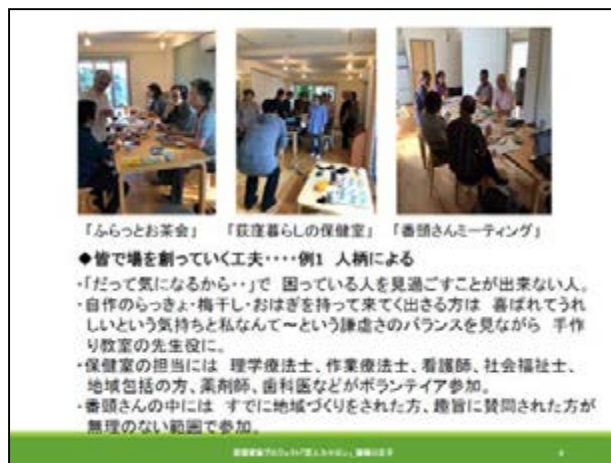 『ふらっとお茶会』 『荻窪暮らしの保健室』 『番頭さんミーティング』
◆皆で場を創っていく工夫・・・・例1 人柄による
・「だって気になるから・・」で 困っている人を見過ごすことが出来ない人。
・自作のらっきょ・梅干し・おはぎを持って来てく出さる方は 喜ばれてうれ
しいという気持ちと私なんて～という謙虚さのバランスを見ながら 手作
り教室の先生役に。
・保健室の担当には 理学療法士、作業療法士、看護師、社会福祉士、
地域包括の方、薬剤師、歯科医などがボランテイア参加。
・番頭さんの中には すでに地域づくりをされた方、趣旨に賛同された方が
無理のない範囲で参加。